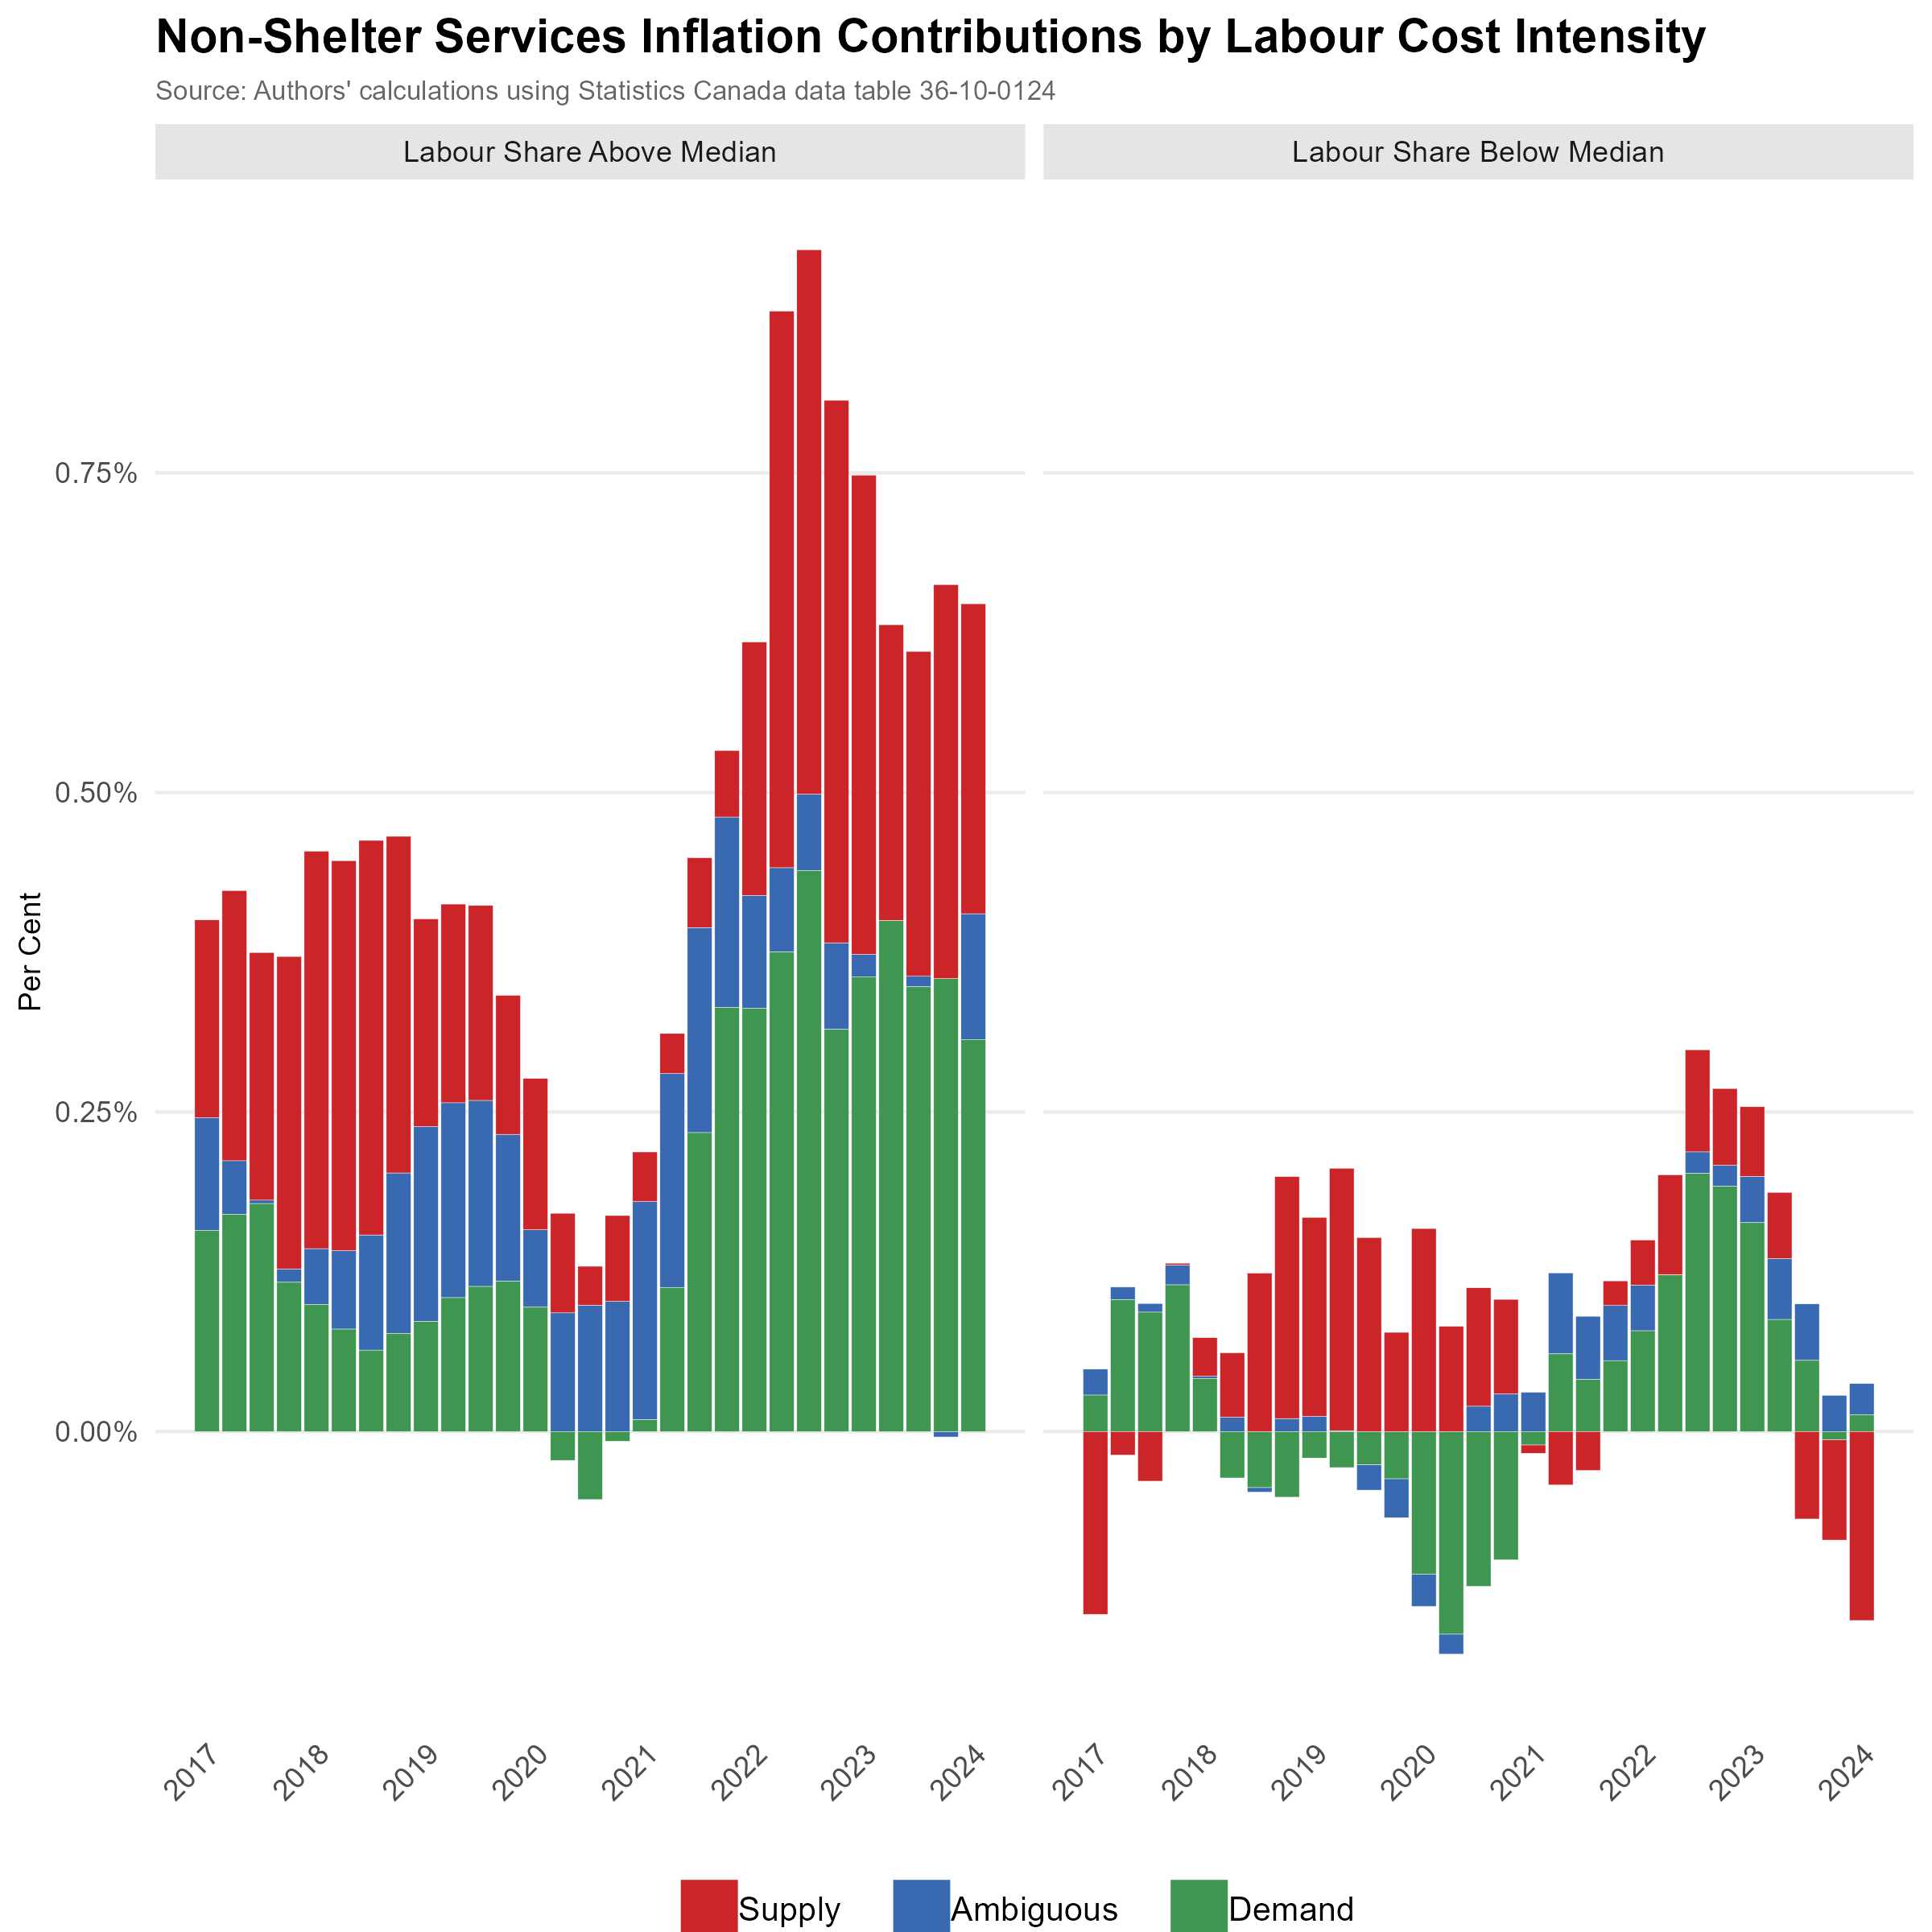 Non-Shelter Services Inflation Contributions by Labour Cost Intensity
Source: Authors' calculations using Statistics Canada data table 36-10-0124
Labour Share Above Median
Labour Share Below Median
Per Cent
0.75%
0.50%
0.25%
0.00%
2017 2018 2019 2020 2021 2022 2023 2024
2017 2018 2019 2020 2021 2022 2023 2024
Supply Ambiguous Demand